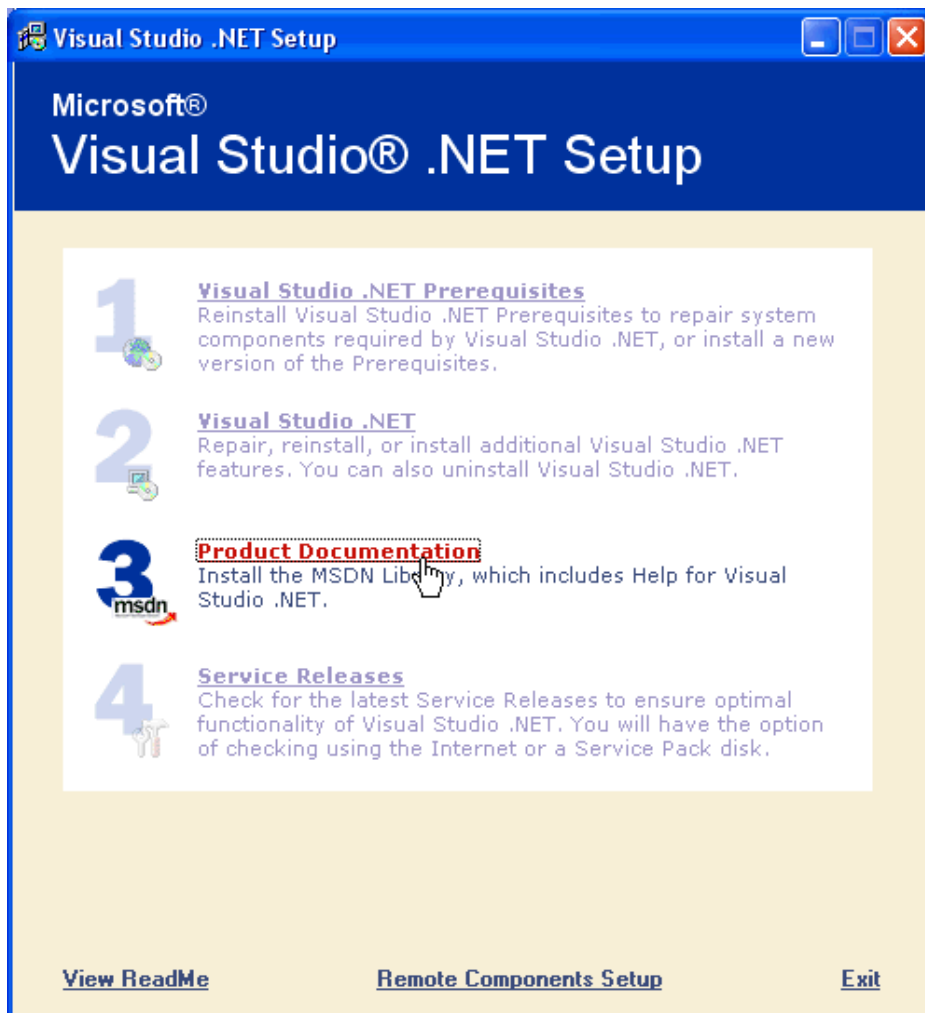 Visual Studio .NET Setup
Microsoft®
Visual Studio® .NET Setup
1
Visual Studio .NET Prerequisites
Reinstall Visual Studio .NET Prerequisites to repair system
components required by Visual Studio .NET, or install a new
version of the Prerequisites.
2
Visual Studio .NET
Repair, reinstall, or install additional Visual Studio .NET
features. You can also uninstall Visual Studio .NET.
3
msdn
Product Documentation
Install the MSDN Library, which includes Help for Visual
Studio .NET.
4
Service Releases
Check for the latest Service Releases to ensure optimal
functionality of Visual Studio .NET. You will have the option
of checking using the Internet or a Service Pack disk.
View ReadMe
Remote Components Setup
Exit